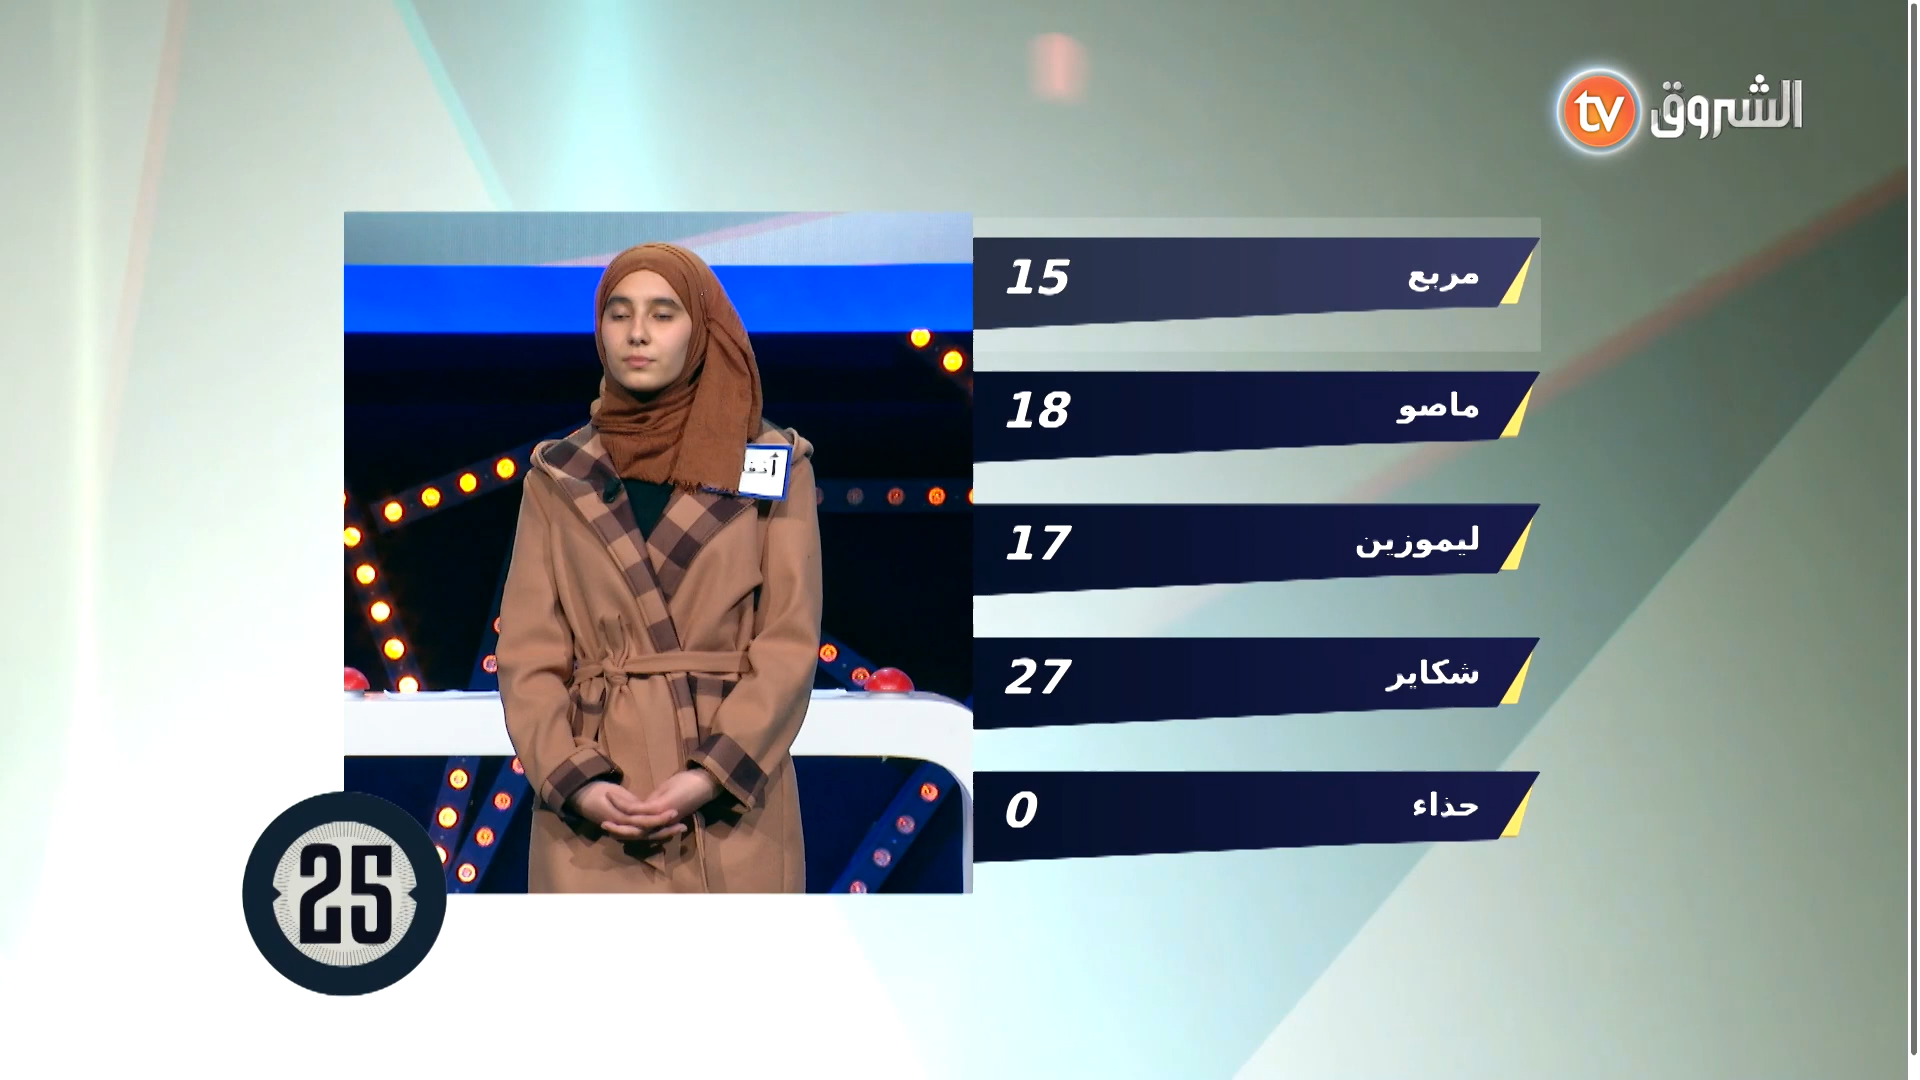 الشروق tv
مربع 15
ماصو 18
ليموزين 17
شكاير 27
حذاء 0
25